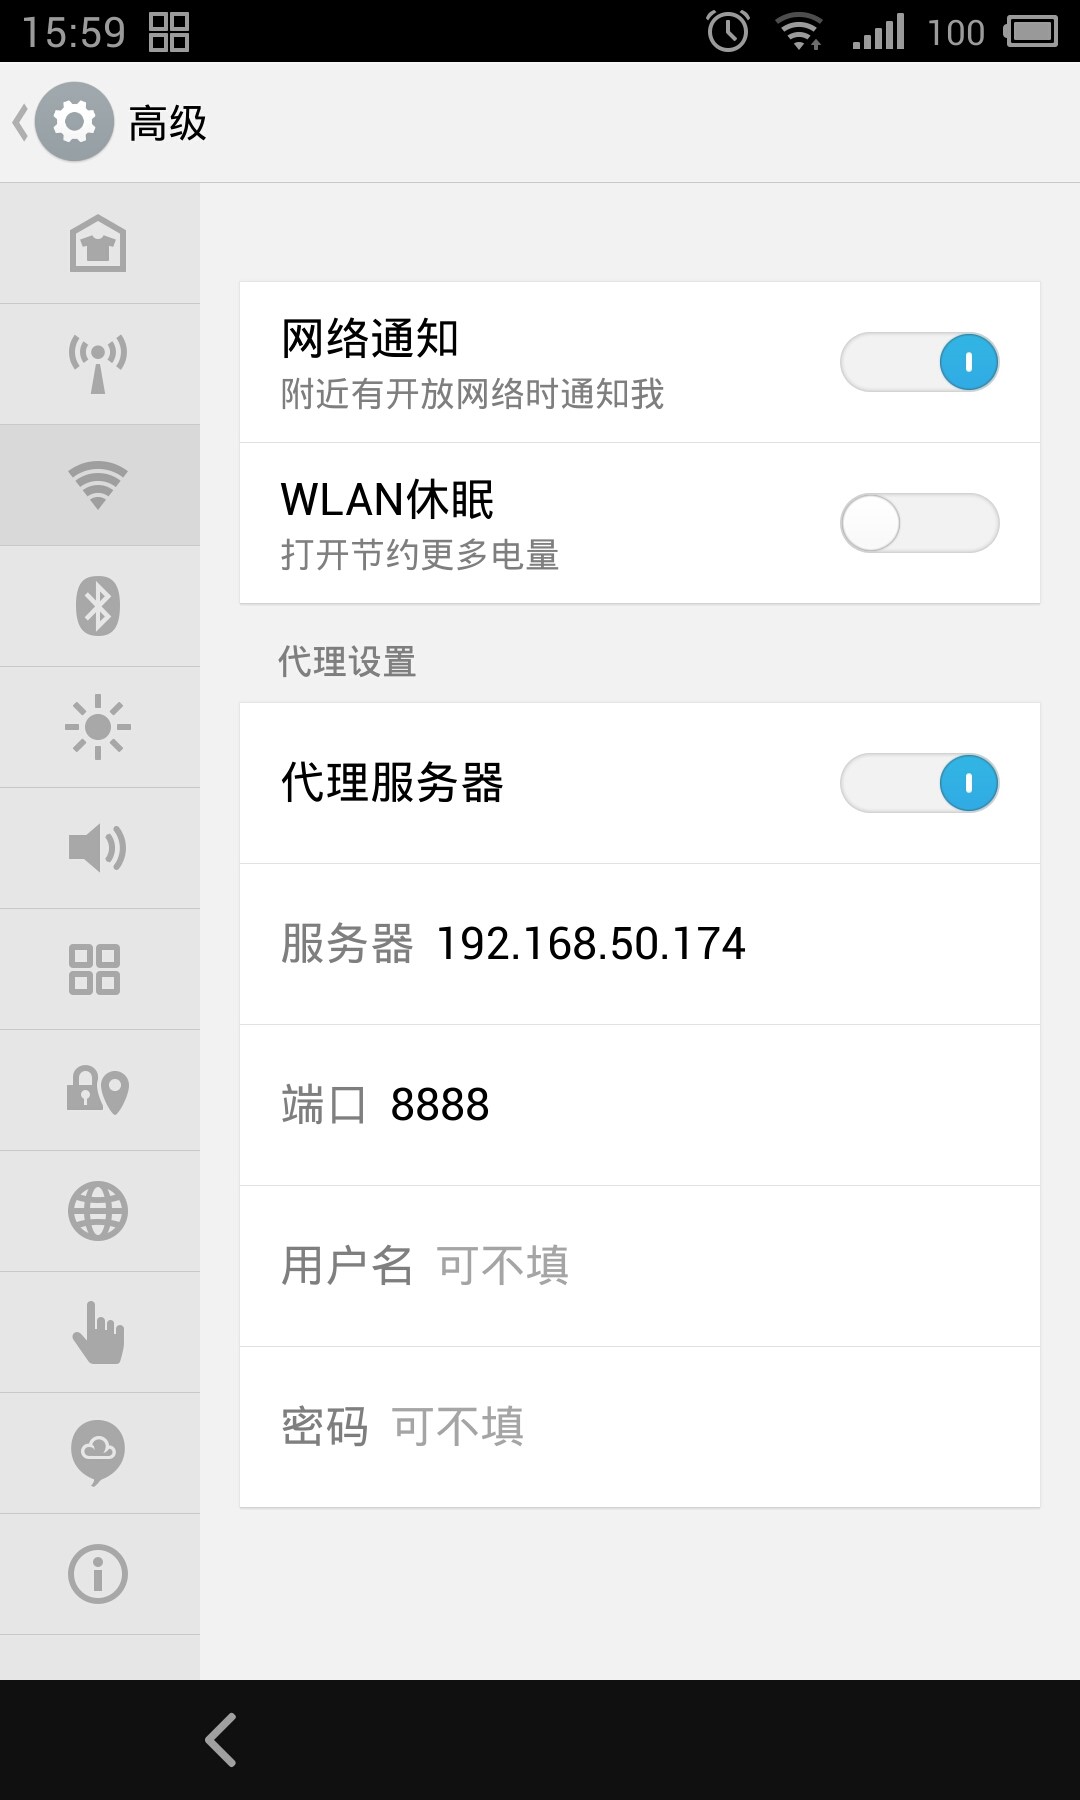 15:59 100
高级
网络通知
附近有开放网络时通知我
WLAN休眠
打开节约更多电量
代理设置
代理服务器
服务器 192.168.50.174
端口 8888
用户名 可不填
密码 可不填